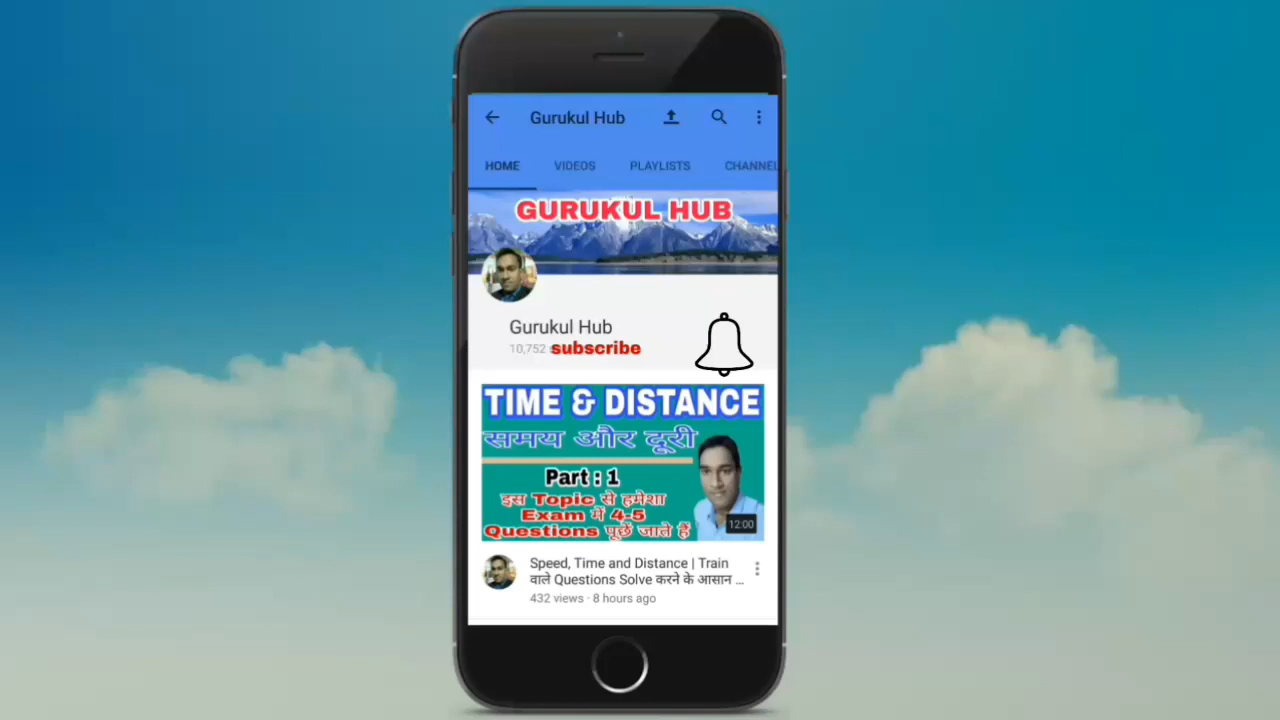 Gurukul Hub
HOME VIDEOS PLAYLISTS CHANNEL
GURUKUL HUB
Gurukul Hub
10,752 subscribe
TIME & DISTANCE
समय और दूरी
Part : 1
इस Topic से हमेशा
Exam में 4-5
Questions पूछें जाते हैं
12:00
Speed, Time and Distance | Train
वाले Questions Solve करने के आसान ...
432 views · 8 hours ago